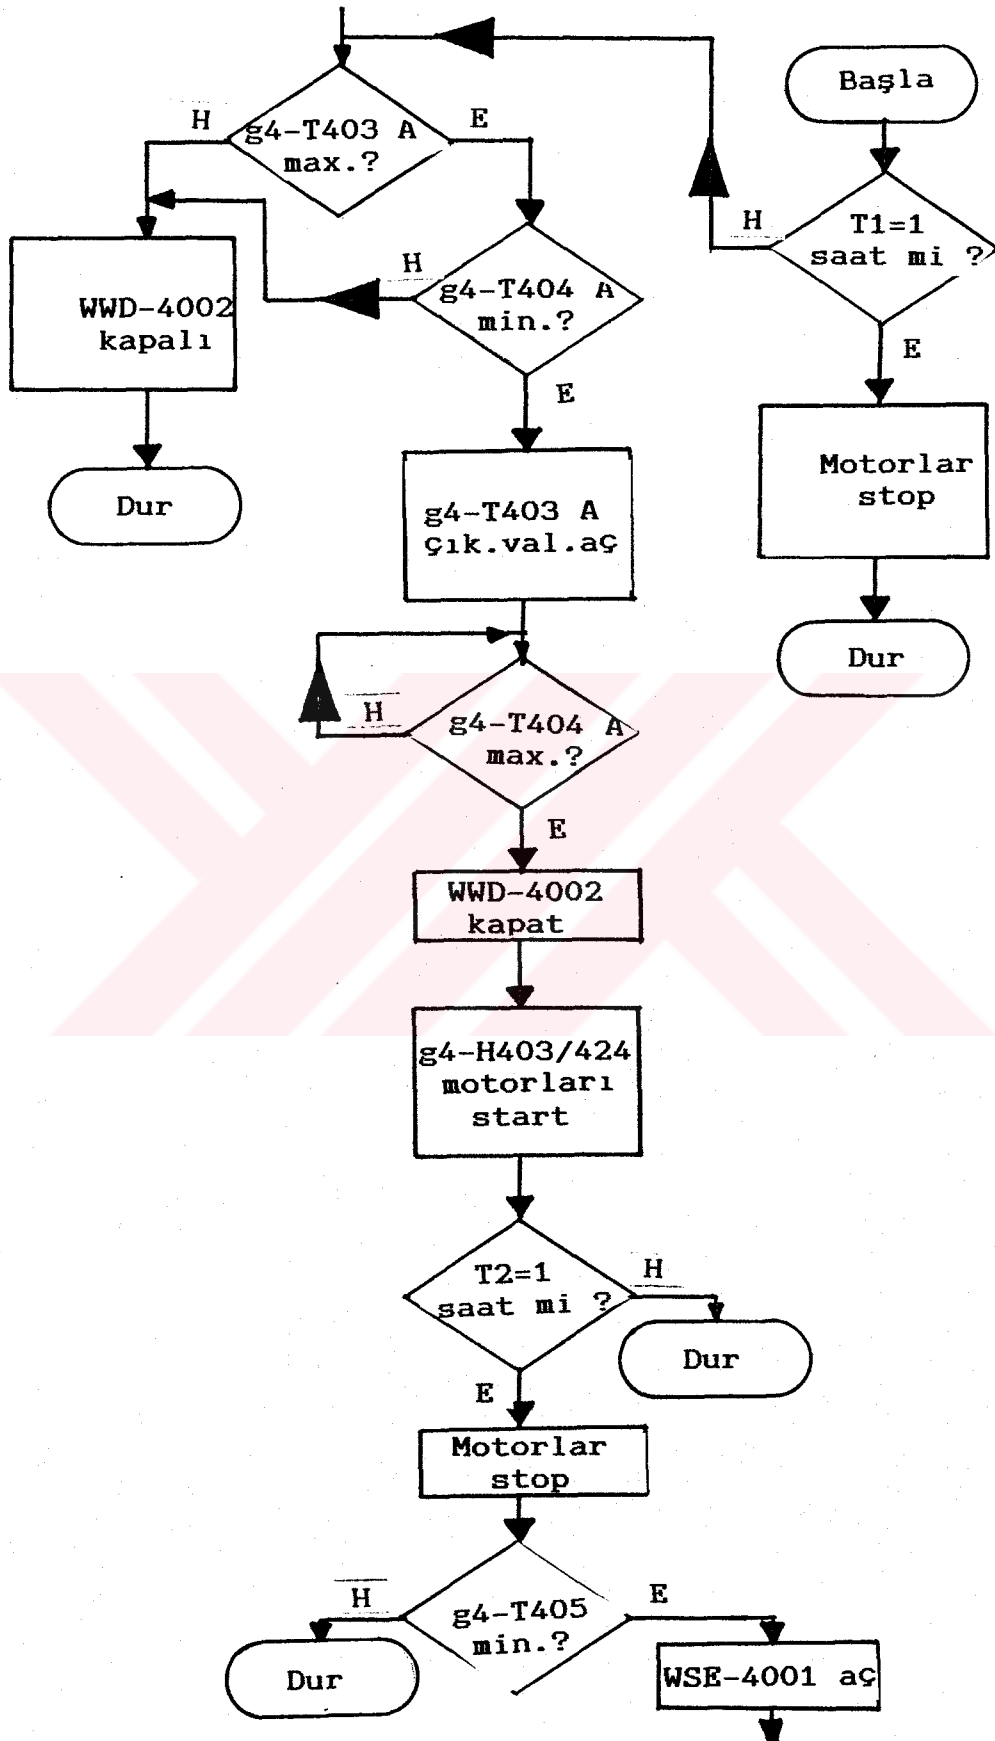 Başla
H
g4-T403 A
max.?
E
H
T1=1
saat mi ?
E
H
g4-T404 A
min.?
E
WWD-4002
kapalı
Dur
Motorlar
stop
Dur
g4-T403 A
Çık.val.aç
H
g4-T404 A
max.?
E
WWD-4002
kapat
g4-H403/424
motorları
start
T2=1
saat mi ?
H
Dur
E
Motorlar
stop
H
g4-T405
min.?
E
Dur
WSE-4001 aç